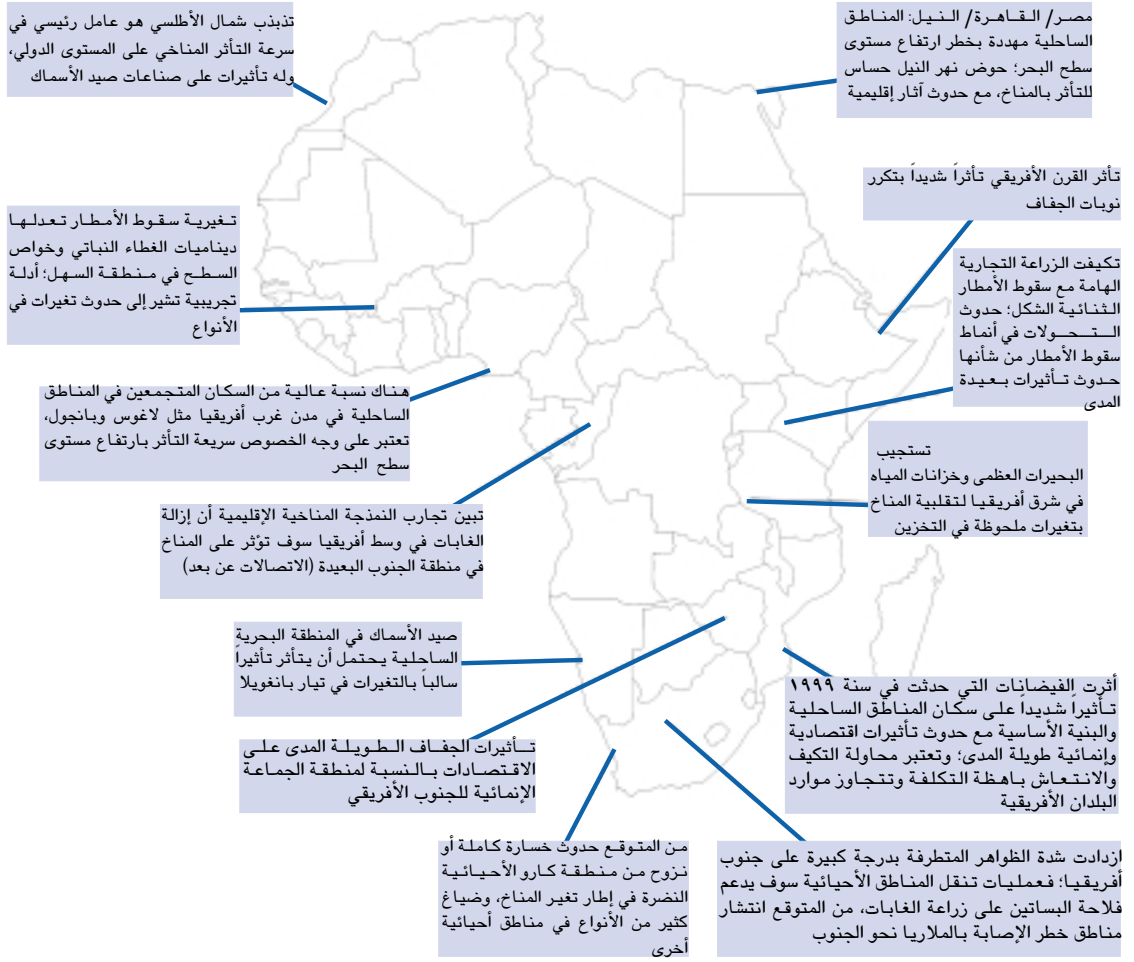 تذبذب شمال الأطلسي هو عامل رئيسي في
سرعة التأثر المناخي على المستوى الدولي،
وله تأثيرات على صناعات صيد الأسماك
مصر/ القاهرة/ النيل: المناطق
الساحلية مهددة بخطر ارتفاع مستوى
سطح البحر؛ حوض نهر النيل حساس
للتأثر بالمناخ، مع حدوث آثار إقليمية
تأثر القرن الأفريقي تأثراً شديداً بتكرر
نوبات الجفاف
تغيرية سقوط الأمطار تعدلها
ديناميات الغطاء النباتي وخواص
السطح في منطقة السهل؛ أدلة
تجريبية تشير إلى حدوث تغيرات في
الأنواع
تكيفت الزراعة التجارية
الهامة مع سقوط الأمطار
الثنائية الشكل؛ حدوث
التحولات في أنماط
سقوط الأمطار من شأنها
حدوث تأثيرات بعيدة
المدى
هناك نسبة عالية من السكان المتجمعين في المناطق
الساحلية في مدن غرب أفريقيا مثل لاغوس وبانجول،
تعتبر على وجه الخصوص سريعة التأثر بارتفاع مستوى
سطح البحر
تستجيب
البحيرات العظمى وخزانات المياه
في شرق أفريقيا لتقلبية المناخ
بتغيرات ملحوظة في التخزين
تبين تجارب النمذجة المناخية الإقليمية أن إزالة
الغابات في وسط أفريقيا سوف تؤثر على المناخ
في منطقة الجنوب البعيدة (الاتصالات عن بعد)
صيد الأسماك في المنطقة البحرية
الساحلية يحتمل أن يتأثر تأثيراً
سالباً بالتغيرات في تيار بانغويلا
أثرت الفيضانات التي حدثت في سنة ١٩٩٩
تأثيراً شديداً على سكان المناطق الساحلية
والبنية الأساسية مع حدوث تأثيرات اقتصادية
وإنمائية طويلة المدى؛ وتعتبر محاولة التكيف
والانتعاش باهظة التكلفة وتتجاوز موارد
البلدان الأفريقية
تأثيرات الجفاف الطويلة المدى على
الاقتصادات بالنسبة لمنطقة الجماعة
الإنمائية للجنوب الأفريقي
من المتوقع حدوث خسارة كاملة أو
نزوح من منطقة كارو الأحيائية
النضرة في إطار تغير المناخ، وضياع
كثير من الأنواع في مناطق أحيائية
أخرى
ازدادت شدة الظواهر المتطرفة بدرجة كبيرة على جنوب
أفريقيا؛ فعمليات تنقل المناطق الأحيائية سوف يدعم
فلاحة البساتين على زراعة الغابات، من المتوقع انتشار
مناطق خطر الإصابة بالملاريا نحو الجنوب